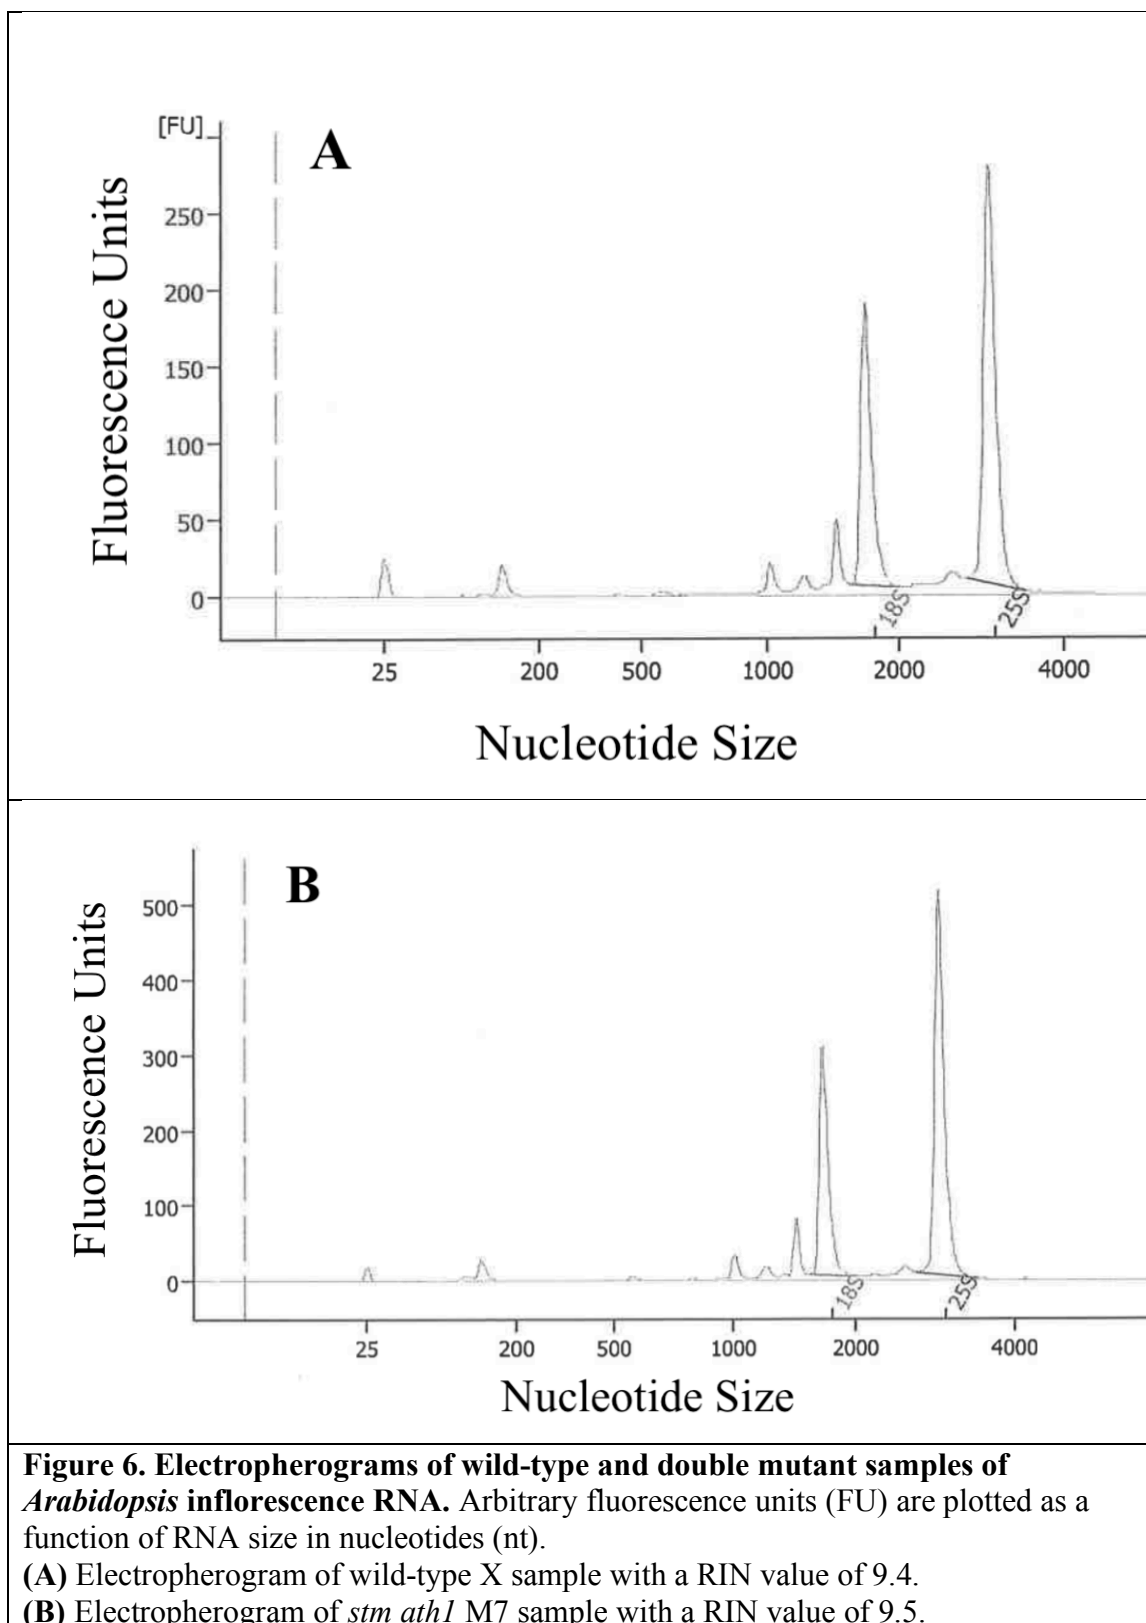 [FU]
A
Fluorescence Units
250
200
150
100
50
0
18S
25S
25 200 500 1000 2000 4000
Nucleotide Size
B
Fluorescence Units
500
400
300
200
100
0
18S
25S
25 200 500 1000 2000 4000
Nucleotide Size
Figure 6. Electropherograms of wild-type and double mutant samples of
Arabidopsis inflorescence RNA. Arbitrary fluorescence units (FU) are plotted as a
function of RNA size in nucleotides (nt).
(A) Electropherogram of wild-type X sample with a RIN value of 9.4.
(B) Electropherogram of stm ath1 M7 sample with a RIN value of 9.5.